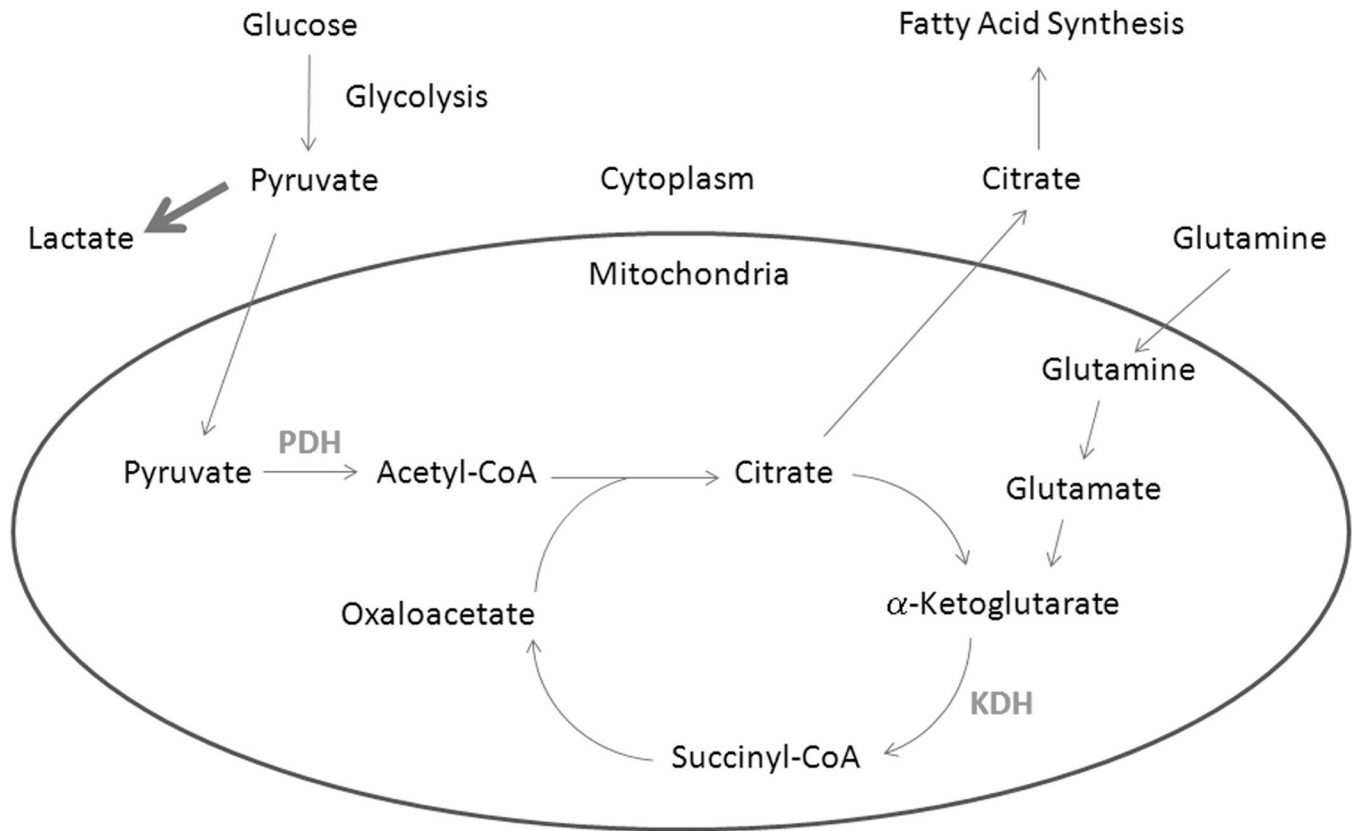 Glucose
Fatty Acid Synthesis
Glycolysis
Pyruvate
Cytoplasm
Citrate
Lactate
Glutamine
Mitochondria
Glutamine
PDH
Pyruvate
Acetyl-CoA
Citrate
Glutamate
Oxaloacetate
α-Ketoglutarate
KDH
Succinyl-CoA